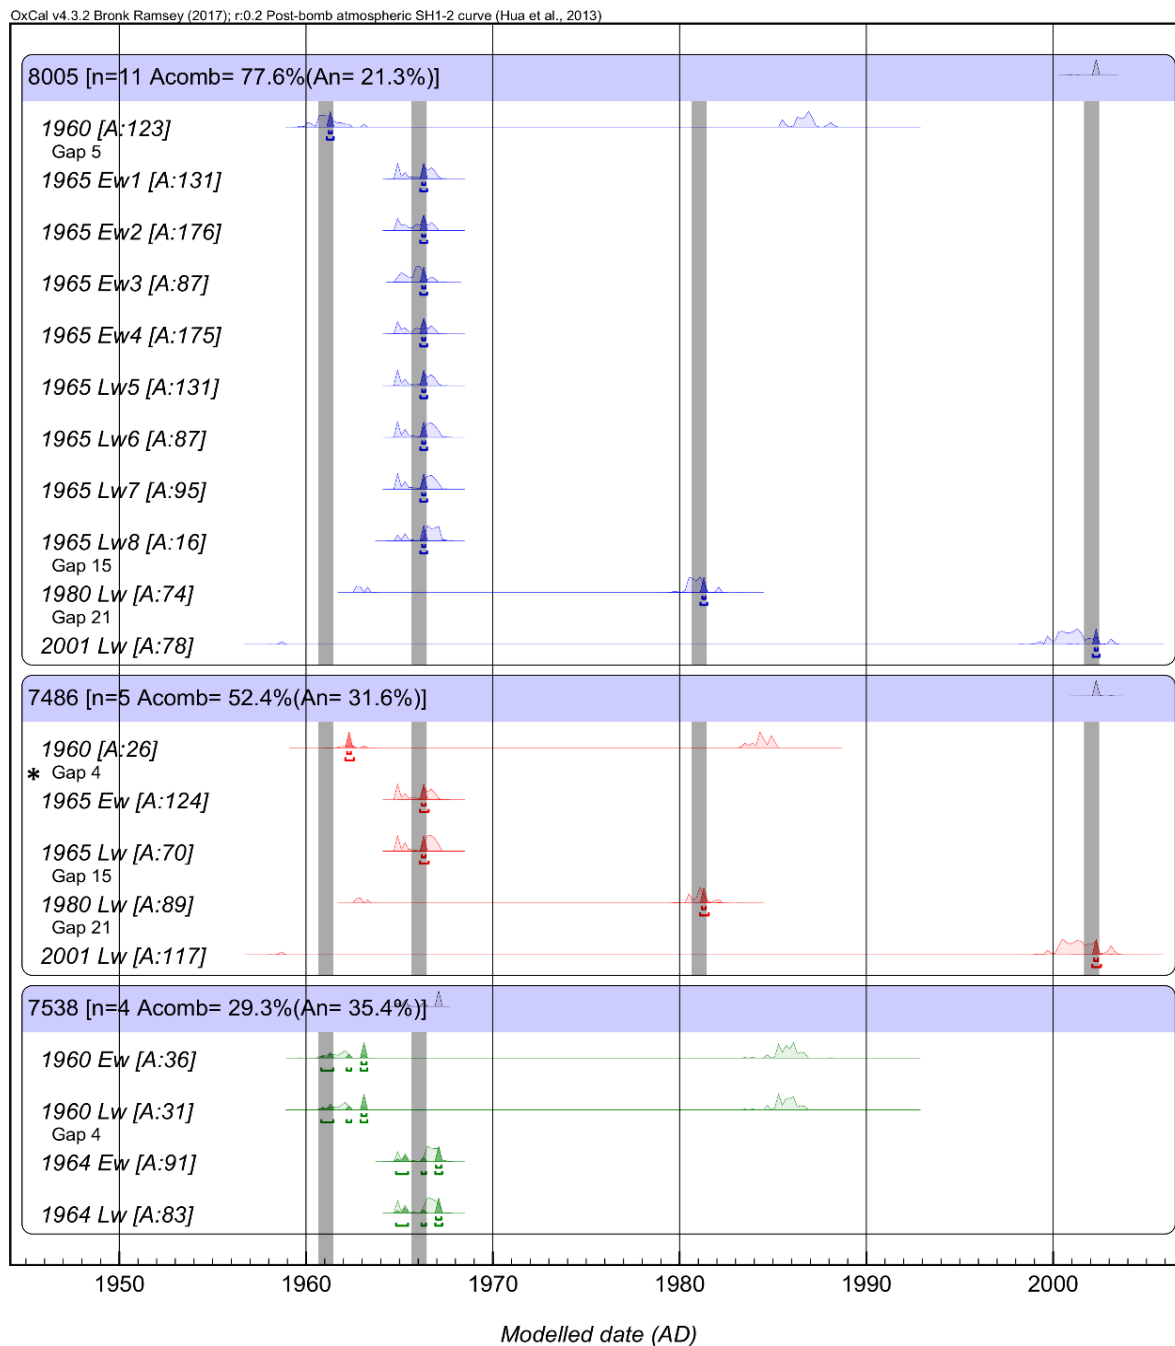 OxCal v4.3.2 Bronk Ramsey (2017); r:0.2 Post-bomb atmospheric SH1-2 curve (Hua et al., 2013)
8005 [n=11 Acomb= 77.6%(An= 21.3%)]
1960 [A:123]
Gap 5
1965 Ew1 [A:131]
1965 Ew2 [A:176]
1965 Ew3 [A:87]
1965 Ew4 [A:175]
1965 Lw5 [A:131]
1965 Lw6 [A:87]
1965 Lw7 [A:95]
1965 Lw8 [A:16]
Gap 15
1980 Lw [A:74]
Gap 21
2001 Lw [A:78]
7486 [n=5 Acomb= 52.4%(An= 31.6%)]
1960 [A:26]
* Gap 4
1965 Ew [A:124]
1965 Lw [A:70]
Gap 15
1980 Lw [A:89]
Gap 21
2001 Lw [A:117]
7538 [n=4 Acomb= 29.3%(An= 35.4%)]
1960 Ew [A:36]
1960 Lw [A:31]
Gap 4
1964 Ew [A:91]
1964 Lw [A:83]
1950 1960 1970 1980 1990 2000
Modelled date (AD)